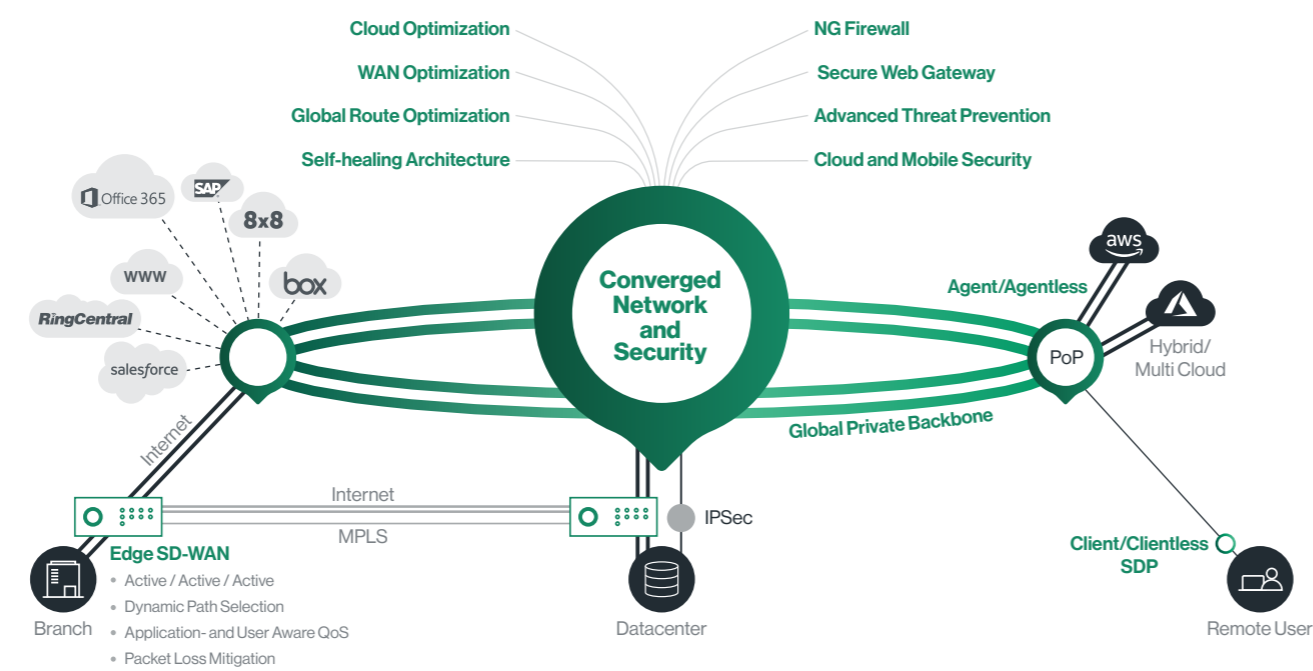 Cloud Optimization
WAN Optimization
Global Route Optimization
Self-healing Architecture
NG Firewall
Secure Web Gateway
Advanced Threat Prevention
Cloud and Mobile Security
Office 365
SAP
8x8
www
box
RingCentral
salesforce
Converged
Network
and
Security
aws
Agent/Agentless
PoP
Hybrid/
Multi Cloud
Global Private Backbone
Internet
Internet
MPLS
IPSec
Edge SD-WAN
• Active / Active / Active
• Dynamic Path Selection
• Application- and User Aware QoS
• Packet Loss Mitigation
Branch
Datacenter
Client/Clientless
SDP
Remote User